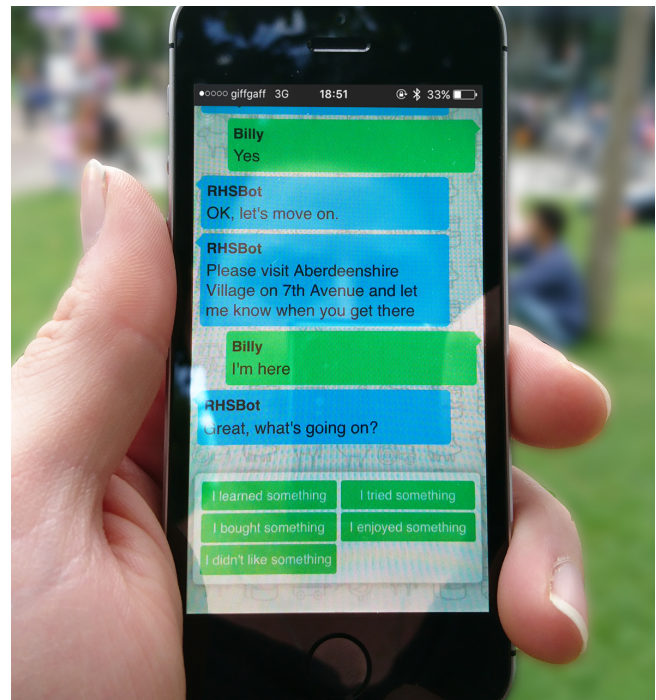 giffgaff 3G 18:51 33%
Billy
Yes
RHSBot
OK, let's move on.
RHSBot
Please visit Aberdeenshire
Village on 7th Avenue and let
me know when you get there
Billy
I'm here
RHSBot
Great, what's going on?
I learned something
I tried something
I bought something
I enjoyed something
I didn't like something